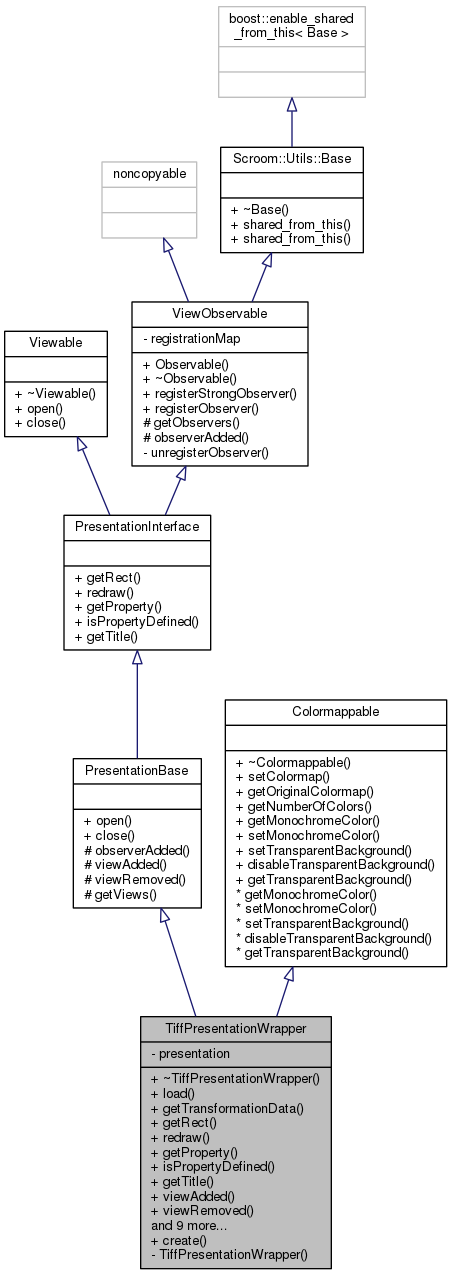 boost::enable_shared
_from_this< Base >
Scroom::Utils::Base
+ ~Base()
+ shared_from_this()
+ shared_from_this()
noncopyable
ViewObservable
- registrationMap
+ Observable()
+ ~Observable()
+ registerStrongObserver()
+ registerObserver()
# getObservers()
# observerAdded()
- unregisterObserver()
Viewable
+ ~Viewable()
+ open()
+ close()
PresentationInterface
+ getRect()
+ redraw()
+ getProperty()
+ isPropertyDefined()
+ getTitle()
Colormappable
+ ~Colormappable()
+ setColormap()
+ getOriginalColormap()
+ getNumberOfColors()
+ getMonochromeColor()
+ setMonochromeColor()
+ setTransparentBackground()
+ disableTransparentBackground()
+ getTransparentBackground()
* getMonochromeColor()
* setMonochromeColor()
* setTransparentBackground()
* disableTransparentBackground()
* getTransparentBackground()
PresentationBase
+ open()
+ close()
# observerAdded()
# viewAdded()
# viewRemoved()
# getViews()
TiffPresentationWrapper
- presentation
+ ~TiffPresentationWrapper()
+ load()
+ getTransformationData()
+ getRect()
+ redraw()
+ getProperty()
+ isPropertyDefined()
+ getTitle()
+ viewAdded()
+ viewRemoved()
and 9 more...
+ create()
- TiffPresentationWrapper()